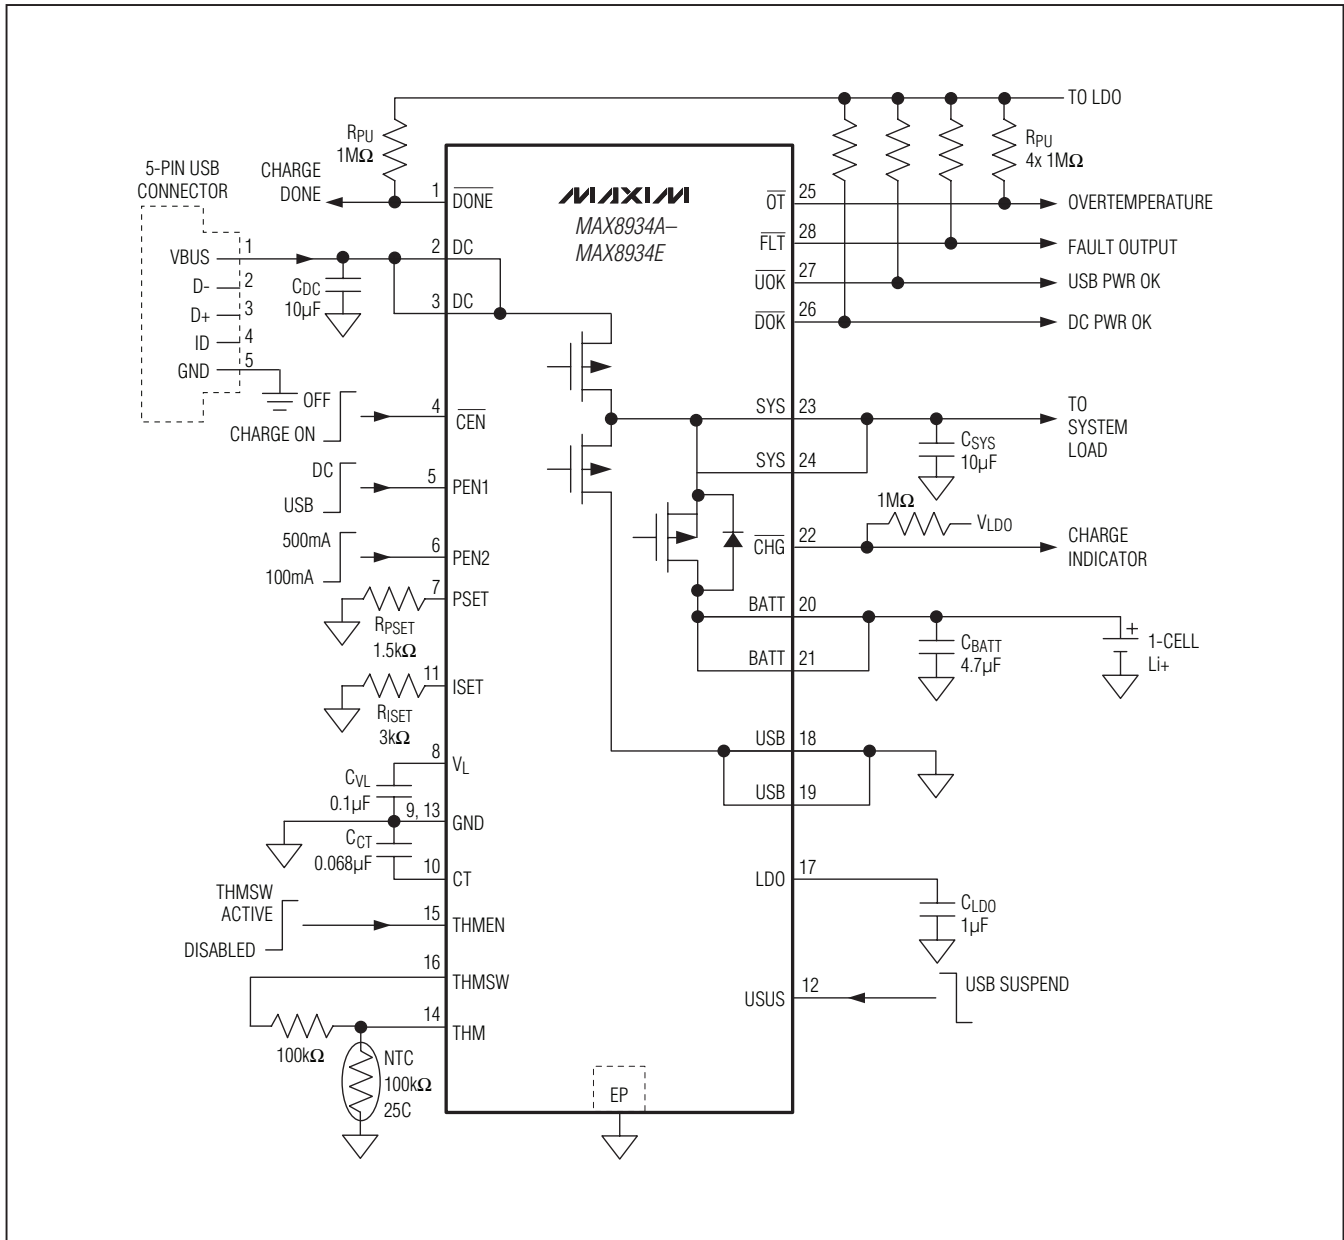 TO LDO
RPU
1MΩ
RPU
4x 1MΩ
5-PIN USB
CONNECTOR
CHARGE
DONE
1
DONE
MAXIM
MAX8934A–
MAX8934E
OT
25
OVERTEMPERATURE
FLT
28
FAULT OUTPUT
UOK
27
USB PWR OK
DOK
26
DC PWR OK
VBUS
1
D-
2
D+
3
ID
4
GND
5
CDC
10µF
2
DC
3
DC
OFF
CHARGE ON
4
CEN
DC
USB
5
PEN1
500mA
100mA
6
PEN2
7
PSET
RPSET
1.5kΩ
11
ISET
RISET
3kΩ
8
VL
CVL
0.1µF
9, 13
GND
CCT
0.068µF
10
CT
THMSW
ACTIVE
DISABLED
15
THMEN
16
THMSW
14
THM
100kΩ
NTC
100kΩ
25C
EP
SYS
23
TO
SYSTEM
LOAD
SYS
24
CSYS
10µF
1MΩ
VLDO
CHG
22
CHARGE
INDICATOR
BATT
20
BATT
21
CBATT
4.7µF
+
1-CELL
Li+
USB
18
USB
19
LDO
17
CLDO
1µF
USUS
12
USB SUSPEND